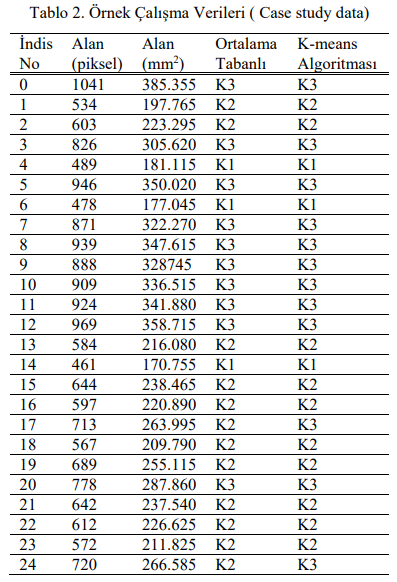 Tablo 2. Örnek Çalışma Verileri ( Case study data)
İndis Alan Alan Ortalama K-means
No (piksel) (mm²) Tabanlı Algoritması
0 1041 385.355 K3 K3
1 534 197.765 K2 K2
2 603 223.295 K2 K2
3 826 305.620 K3 K3
4 489 181.115 K1 K1
5 946 350.020 K3 K3
6 478 177.045 K1 K1
7 871 322.270 K3 K3
8 939 347.615 K3 K3
9 888 328745 K3 K3
10 909 336.515 K3 K3
11 924 341.880 K3 K3
12 969 358.715 K3 K3
13 584 216.080 K2 K2
14 461 170.755 K1 K1
15 644 238.465 K2 K2
16 597 220.890 K2 K2
17 713 263.995 K2 K3
18 567 209.790 K2 K2
19 689 255.115 K2 K2
20 778 287.860 K3 K3
21 642 237.540 K2 K2
22 612 226.625 K2 K2
23 572 211.825 K2 K2
24 720 266.585 K2 K3